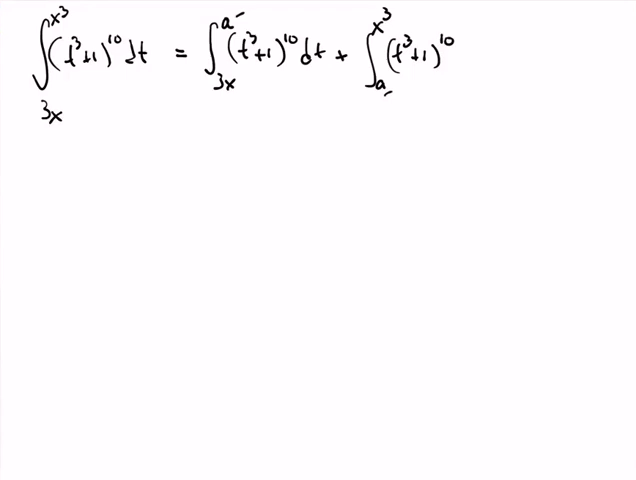 ∫_{3x}^{x^3} (t^3+1)^{10} dt = ∫_{3x}^{a} (t^3+1)^{10} dt + ∫_{a}^{x^3} (t^3+1)^{10}